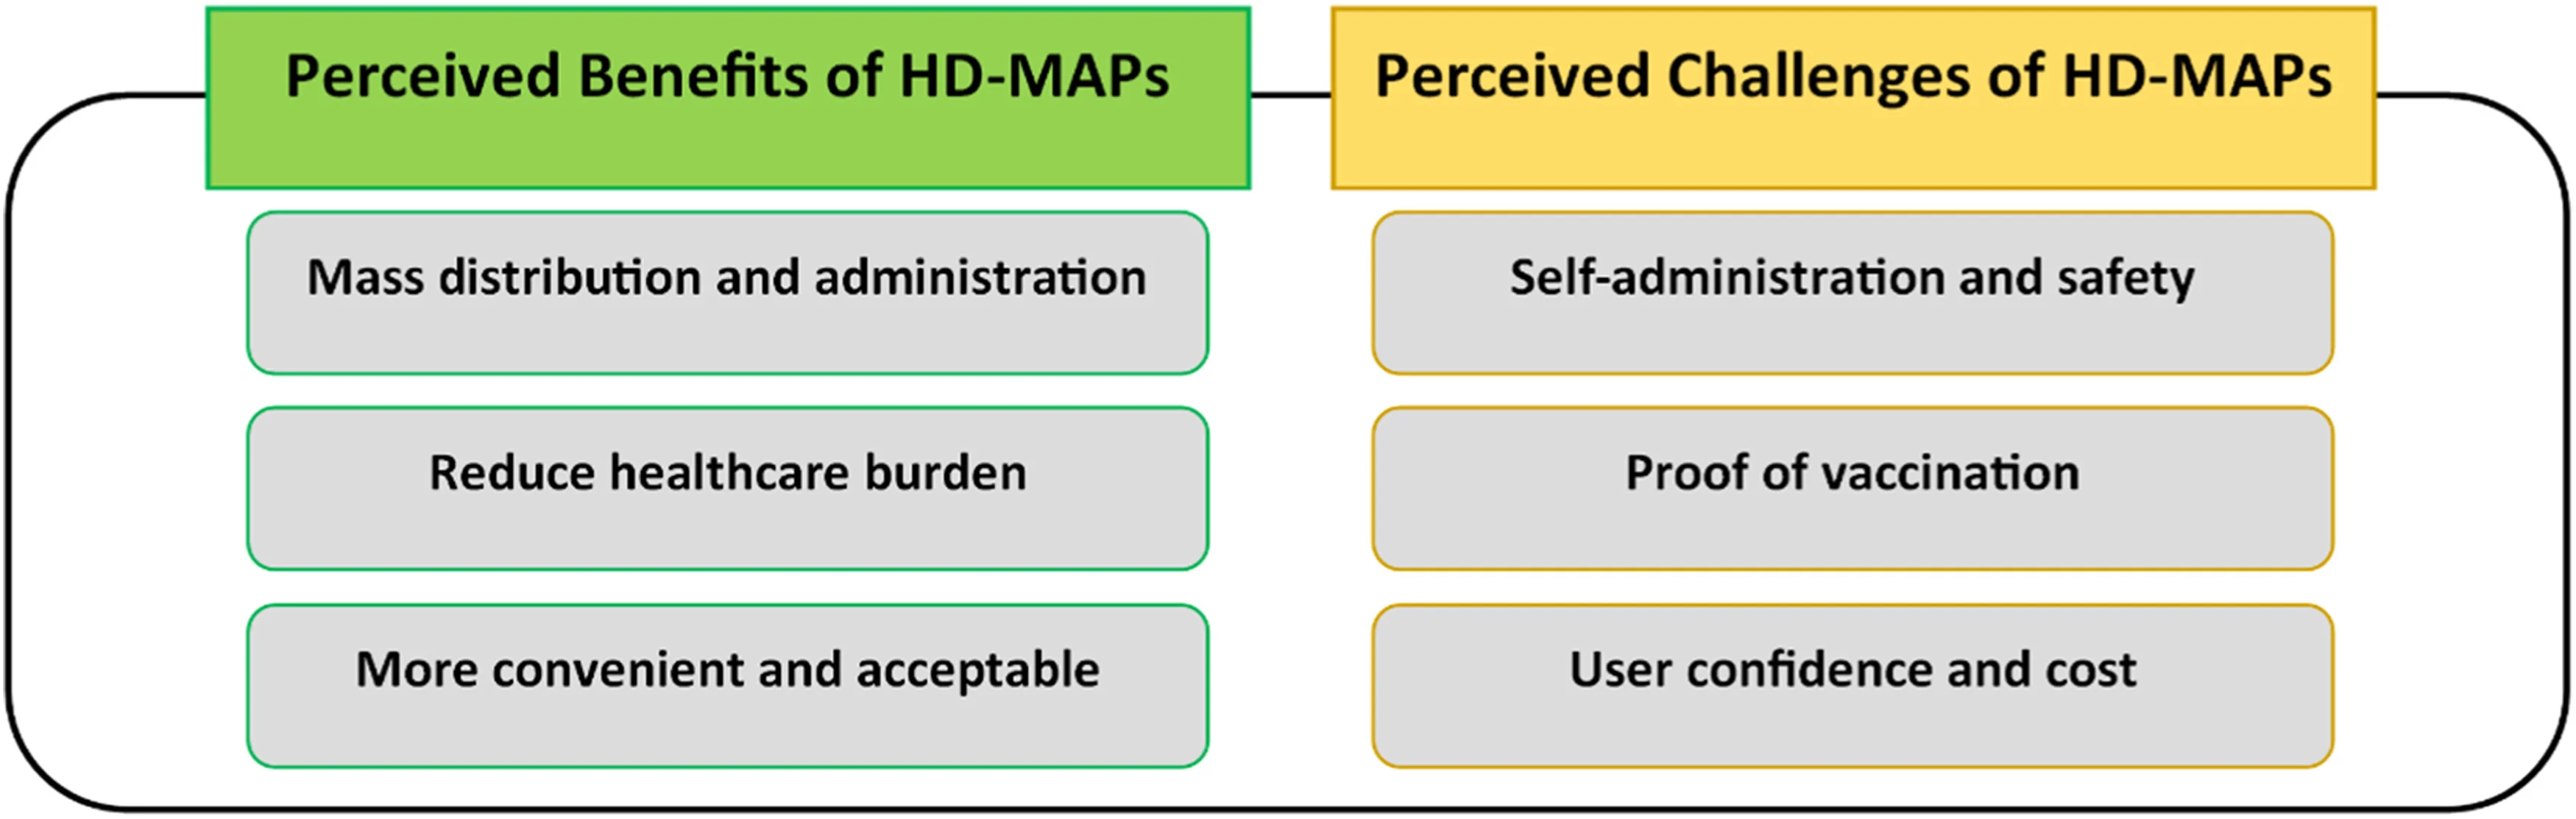 Perceived Benefits of HD-MAPs
Mass distribution and administration
Reduce healthcare burden
More convenient and acceptable
Perceived Challenges of HD-MAPs
Self-administration and safety
Proof of vaccination
User confidence and cost